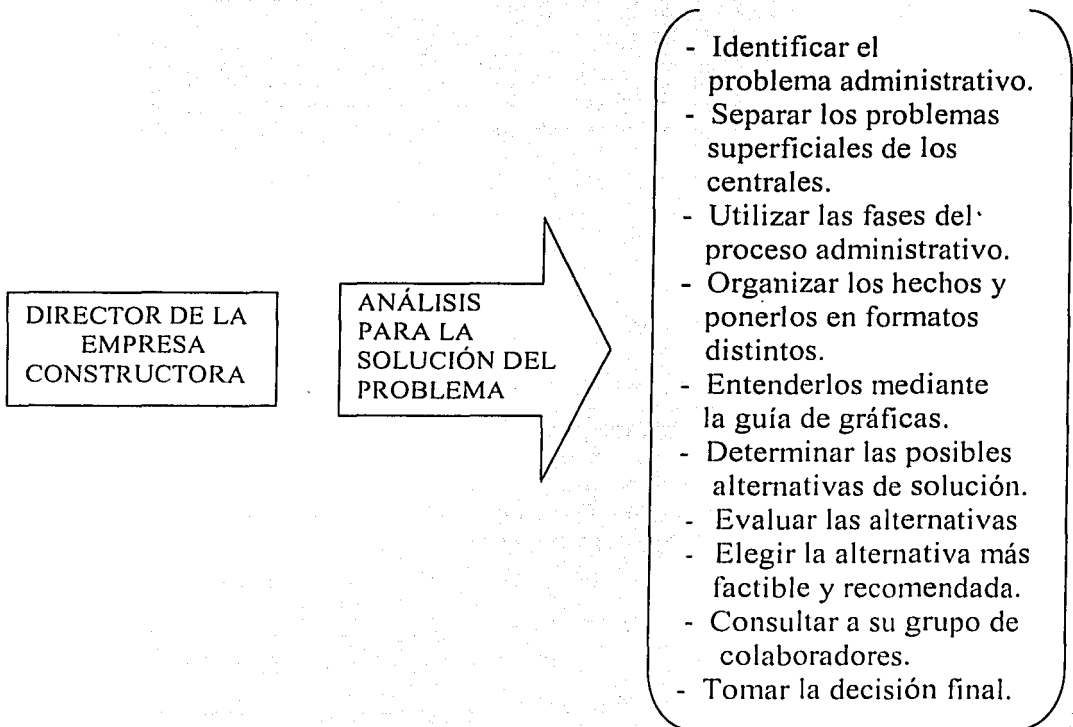 DIRECTOR DE LA
EMPRESA
CONSTRUCTORA
ANÁLISIS
PARA LA
SOLUCIÓN DEL
PROBLEMA
- Identificar el
problema administrativo.
- Separar los problemas
superficiales de los
centrales.
- Utilizar las fases del
proceso administrativo.
- Organizar los hechos y
ponerlos en formatos
distintos.
- Entenderlos mediante
la guía de gráficas.
- Determinar las posibles
alternativas de solución.
- Evaluar las alternativas
- Elegir la alternativa más
factible y recomendada.
- Consultar a su grupo de
colaboradores.
- Tomar la decisión final.